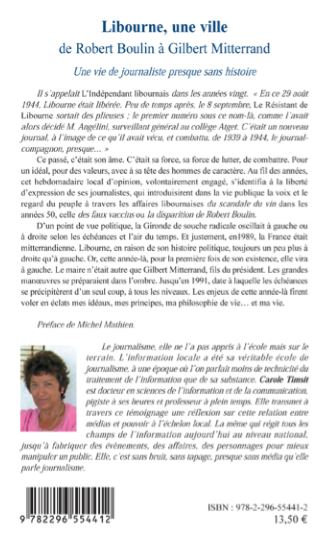 Libourne, une ville
de Robert Boulin à Gilbert Mitterrand
Une vie de journaliste presque sans histoire
Il s'appelait L'Indépendant libournais dans les années vingt. « En ce 29 août
1944, Libourne était libérée. Peu de temps après, le 8 septembre, Le Résistant de
Libourne sortait des plieuses ; le premier numéro sous ce nom-là, comme l'avait
alors décidé M. Angélini, surveillant général au collège Atget. C'était un nouveau
journal, à l'image de ce qu'il avait vécu, et combattu, de 1939 à 1944, le journal-
compagnon, presque... »
Ce passé, c'était son âme. C'était sa force, sa force de lutter, de combattre. Pour
un idéal, pour des valeurs, avec à sa tête des hommes de caractère. Au fil des années,
cet hebdomadaire local d'opinion, volontairement engagé, s'identifia à la liberté
d'expression de ses journalistes, qui introduisaient dans la vie publique la voix et le
regard du peuple à travers les affaires libournaises du scandale du vin dans les
années 50, celle des faux vaccins ou la disparition de Robert Boulin.
D'un point de vue politique, la Gironde de souche radicale oscillait à gauche ou
à droite selon les échéances et l'air du temps. Et justement, en1989, la France était
mitterrandienne. Libourne, en raison de son histoire politique, toujours un peu plus à
droite qu'à gauche. Or, cette année-là, pour la première fois de son existence, elle vira
à gauche. Le maire n'était autre que Gilbert Mitterrand, fils du président. Les grandes
manœuvres se préparaient dans l'ombre. Jusqu'en 1991, date à laquelle les échéances
se précipitèrent d'un seul coup, à tous les niveaux. Les enjeux de cette année-là firent
voler en éclats mes idéaux, mes principes, ma philosophie de vie... et ma vie.
Préface de Michel Mathien.
Le journalisme, elle ne l'a pas appris à l'école mais sur le
terrain. L'information locale a été sa véritable école de
journalisme, à une époque où l'on parlait moins de technicité du
traitement de l'information que de sa substance. Carole Timsit
est docteur en sciences de l'information et de la communication,
pigiste à ses heures et professeur à plein temps. Elle transmet à
travers ce témoignage une réflexion sur cette relation entre
médias et pouvoir à l'échelon local. La même qui régit tous les
champs de l'information aujourd'hui au niveau national,
jusqu'à fabriquer des événements, des affaires, des personnages pour mieux
manipuler un public. Elle, c'est sans bruit, sans tapage, presque sans média qu'elle
parle journalisme.
ISBN : 978-2-296-55441-2
13,50 €
9 782296 554412